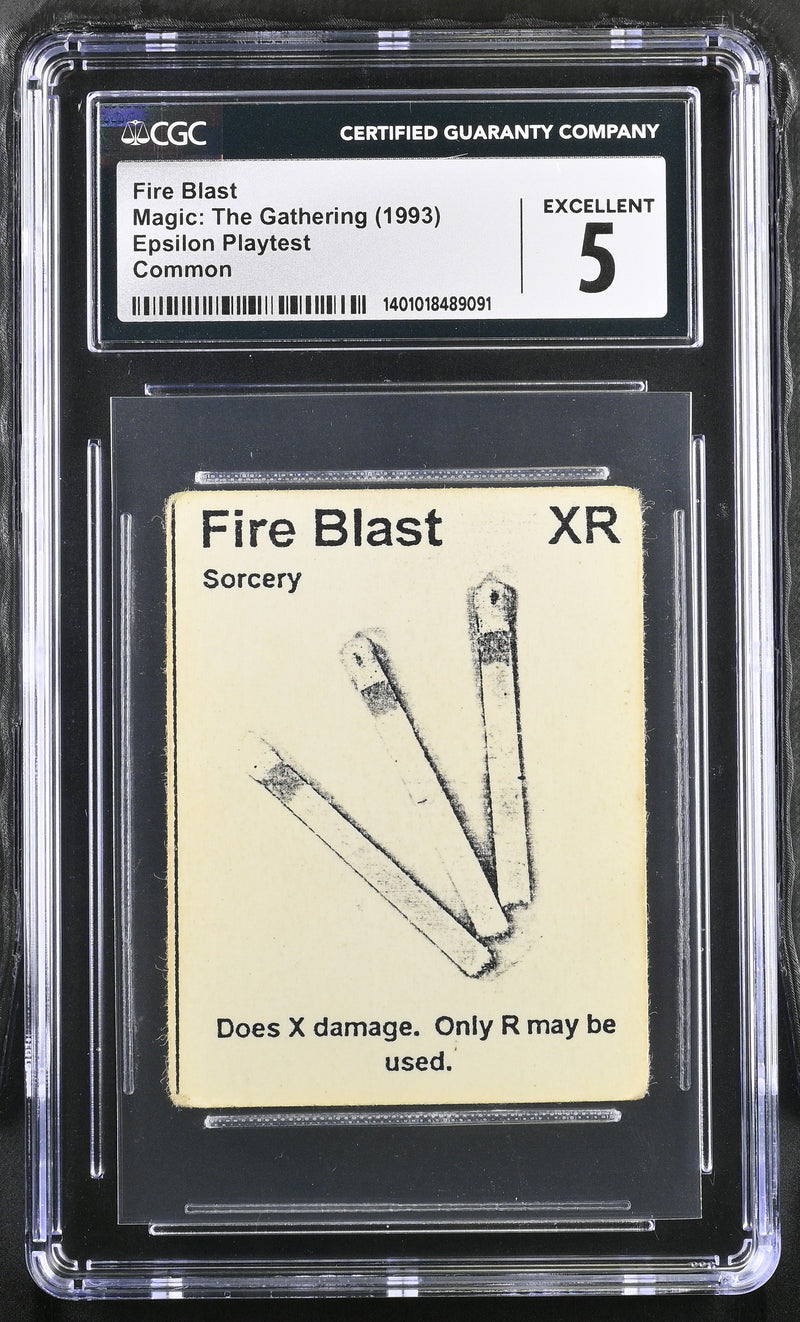 CGC
CERTIFIED GUARANTY COMPANY
Fire Blast
Magic: The Gathering (1993)
Epsilon Playtest
Common
EXCELLENT
5
1401018489091
Fire Blast XR
Sorcery
Does X damage. Only R may be
used.